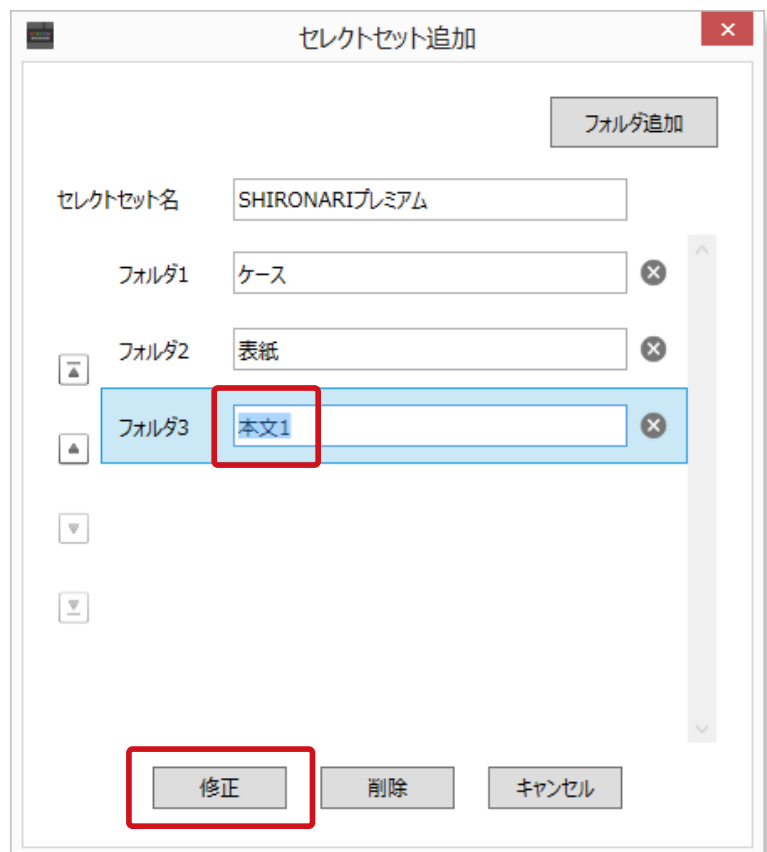 セレクトセット追加
フォルダ追加
セレクトセット名 SHIRONARIプレミアム
フォルダ1 ケース
フォルダ2 表紙
フォルダ3 本文1
修正 削除 キャンセル